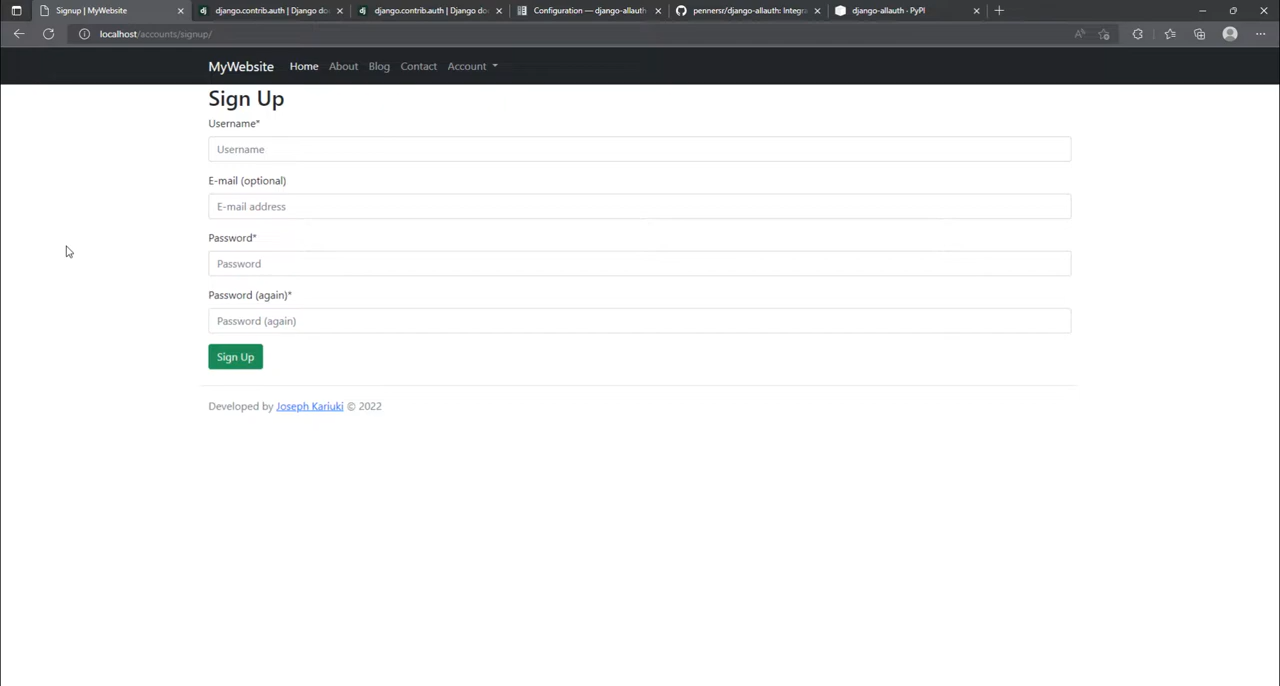 Signup | MyWebsite
django.contrib.auth | Django do
django.contrib.auth | Django do
Configuration — django-allauth
pennersr/django-allauth: Integra
django-allauth · PyPI
localhost/accounts/signup/
MyWebsite Home About Blog Contact Account
Sign Up
Username*
Username
E-mail (optional)
E-mail address
Password*
Password
Password (again)*
Password (again)
Sign Up
Developed by Joseph Kariuki © 2022